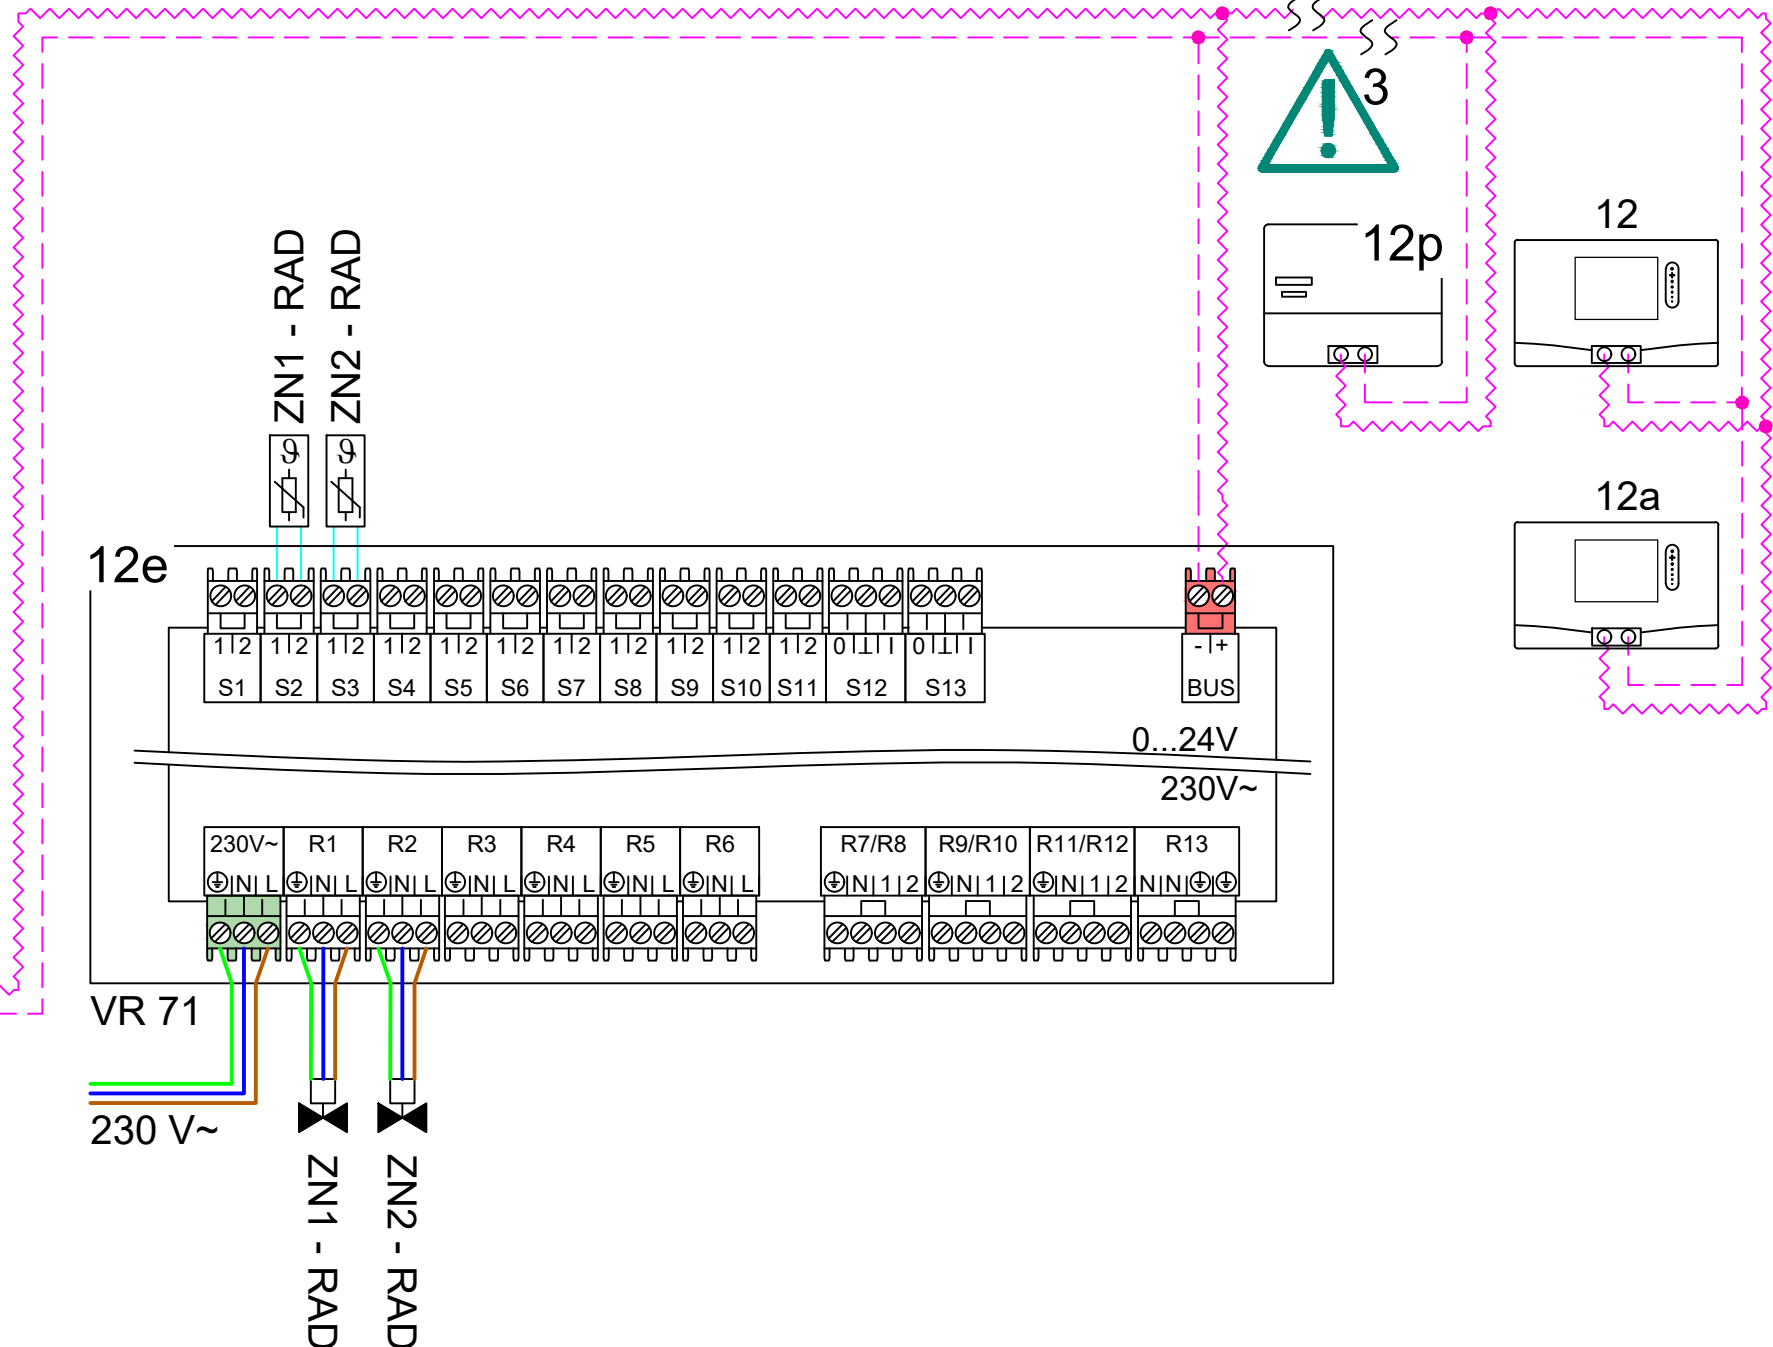 3
12p
12
12a
ZN1 - RAD
ZN2 - RAD
ϑ
ϑ
12e
1 2 1 2 1 2 1 2 1 2 1 2 1 2 1 2 1 2 1 2 1 2 0 ⊥ I 0 ⊥ I - +
S1 S2 S3 S4 S5 S6 S7 S8 S9 S10 S11 S12 S13 BUS
0...24V
230V~
230V~ R1 R2 R3 R4 R5 R6 R7/R8 R9/R10 R11/R12 R13
N L N L N L N L N L N L N L N 1 2 N 1 2 N 1 2 N N
VR 71
230 V~
ZN1 - RAD
ZN2 - RAD